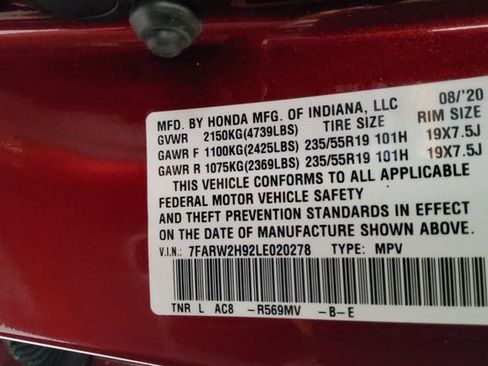 MFD. BY HONDA MFG. OF INDIANA, LLC 08/'20
GVWR 2150KG(4739LBS) TIRE SIZE RIM SIZE
GAWR F 1100KG(2425LBS) 235/55R19 101H 19X7.5J
GAWR R 1075KG(2369LBS) 235/55R19 101H 19X7.5J
THIS VEHICLE CONFORMS TO ALL APPLICABLE
FEDERAL MOTOR VEHICLE SAFETY
AND THEFT PREVENTION STANDARDS IN EFFECT
ON THE DATE OF MANUFACTURE SHOWN ABOVE.
V.I.N.: 7FARW2H92LE020278 TYPE: MPV
TNR L AC8 -R569MV -B-E